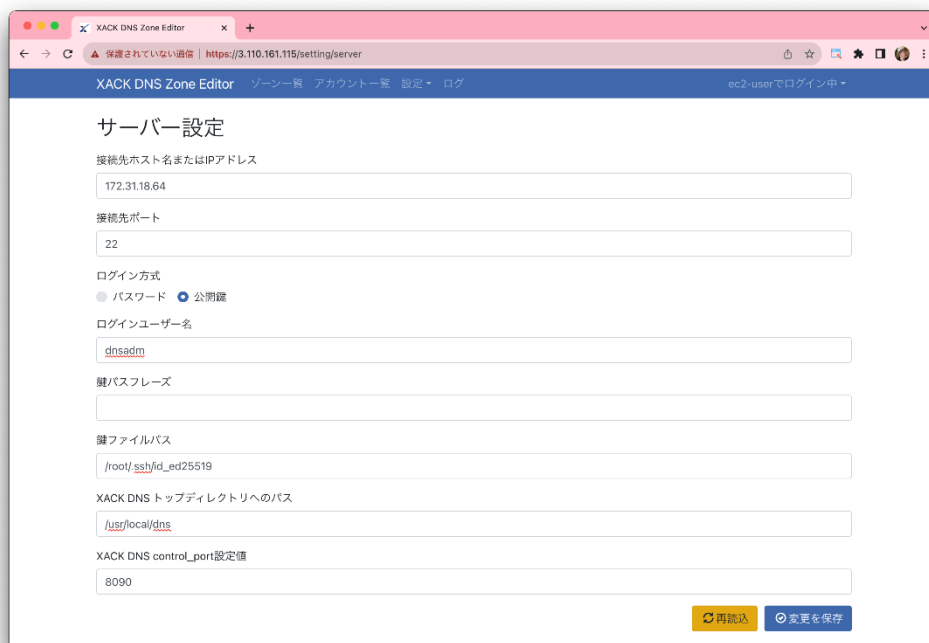 XACK DNS Zone Editor
保護されていない通信 | https://3.110.161.115/setting/server
XACK DNS Zone Editor ゾーン一覧 アカウント一覧 設定 ログ ec2-userでログイン中
サーバー設定
接続先ホスト名またはIPアドレス
172.31.18.64
接続先ポート
22
ログイン方式
パスワード 公開鍵
ログインユーザー名
dnsadm
鍵パスフレーズ
鍵ファイルパス
/root/.ssh/id_ed25519
XACK DNS トップディレクトリへのパス
/usr/local/dns
XACK DNS control_port設定値
8090
再読込 変更を保存